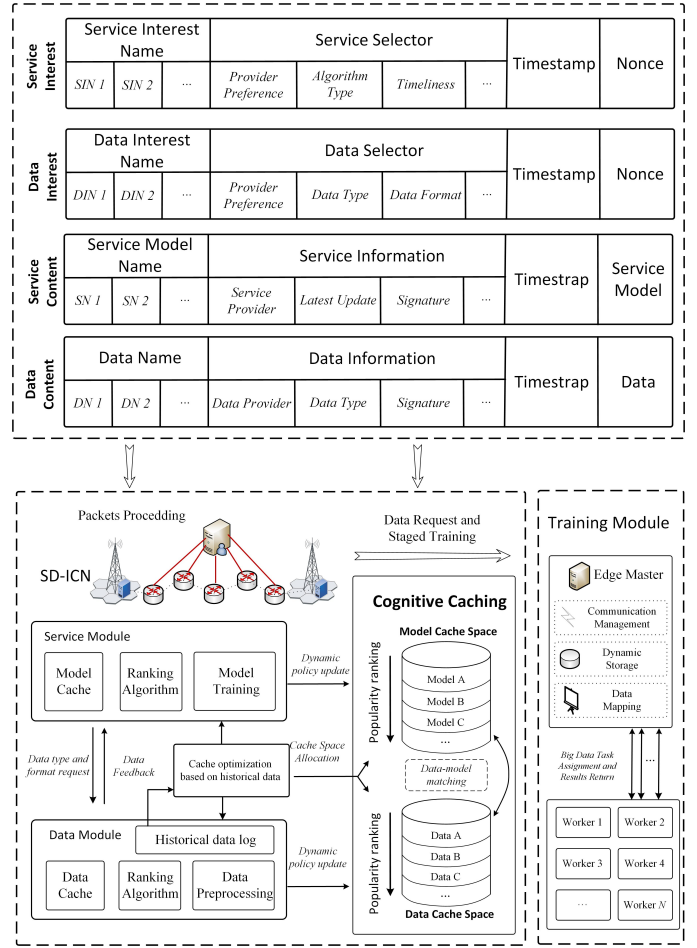 Service Interest
Service Interest Name
Service Selector
Timestamp
Nonce
SIN 1
SIN 2
...
Provider Preference
Algorithm Type
Timeliness
...
Data Interest
Data Interest Name
Data Selector
Timestamp
Nonce
DIN 1
DIN 2
...
Provider Preference
Data Type
Data Format
...
Service Content
Service Model Name
Service Information
Timestrap
Service Model
SN 1
SN 2
...
Service Provider
Latest Update
Signature
...
Data Content
Data Name
Data Information
Timestrap
Data
DN 1
DN 2
...
Data Provider
Data Type
Signature
...
Packets Procedding
SD-ICN
Data Request and
Staged Training
Service Module
Model Cache
Ranking Algorithm
Model Training
Dynamic
policy update
Data type and
format request
Data
Feedback
Cache optimization
based on historical data
Cache Space
Allocation
Data Module
Historical data log
Data Cache
Ranking Algorithm
Data Preprocessing
Dynamic
policy update
Cognitive Caching
Model Cache Space
Popularity ranking
Model A
Model B
Model C
...
Data-model
matching
Popularity ranking
Data A
Data B
Data C
...
Data Cache Space
Training Module
Edge Master
Communication
Management
Dynamic
Storage
Data
Mapping
Big Data Task
Assignment and
Results Return
...
Worker 1
Worker 2
Worker 3
Worker 4
...
Worker N